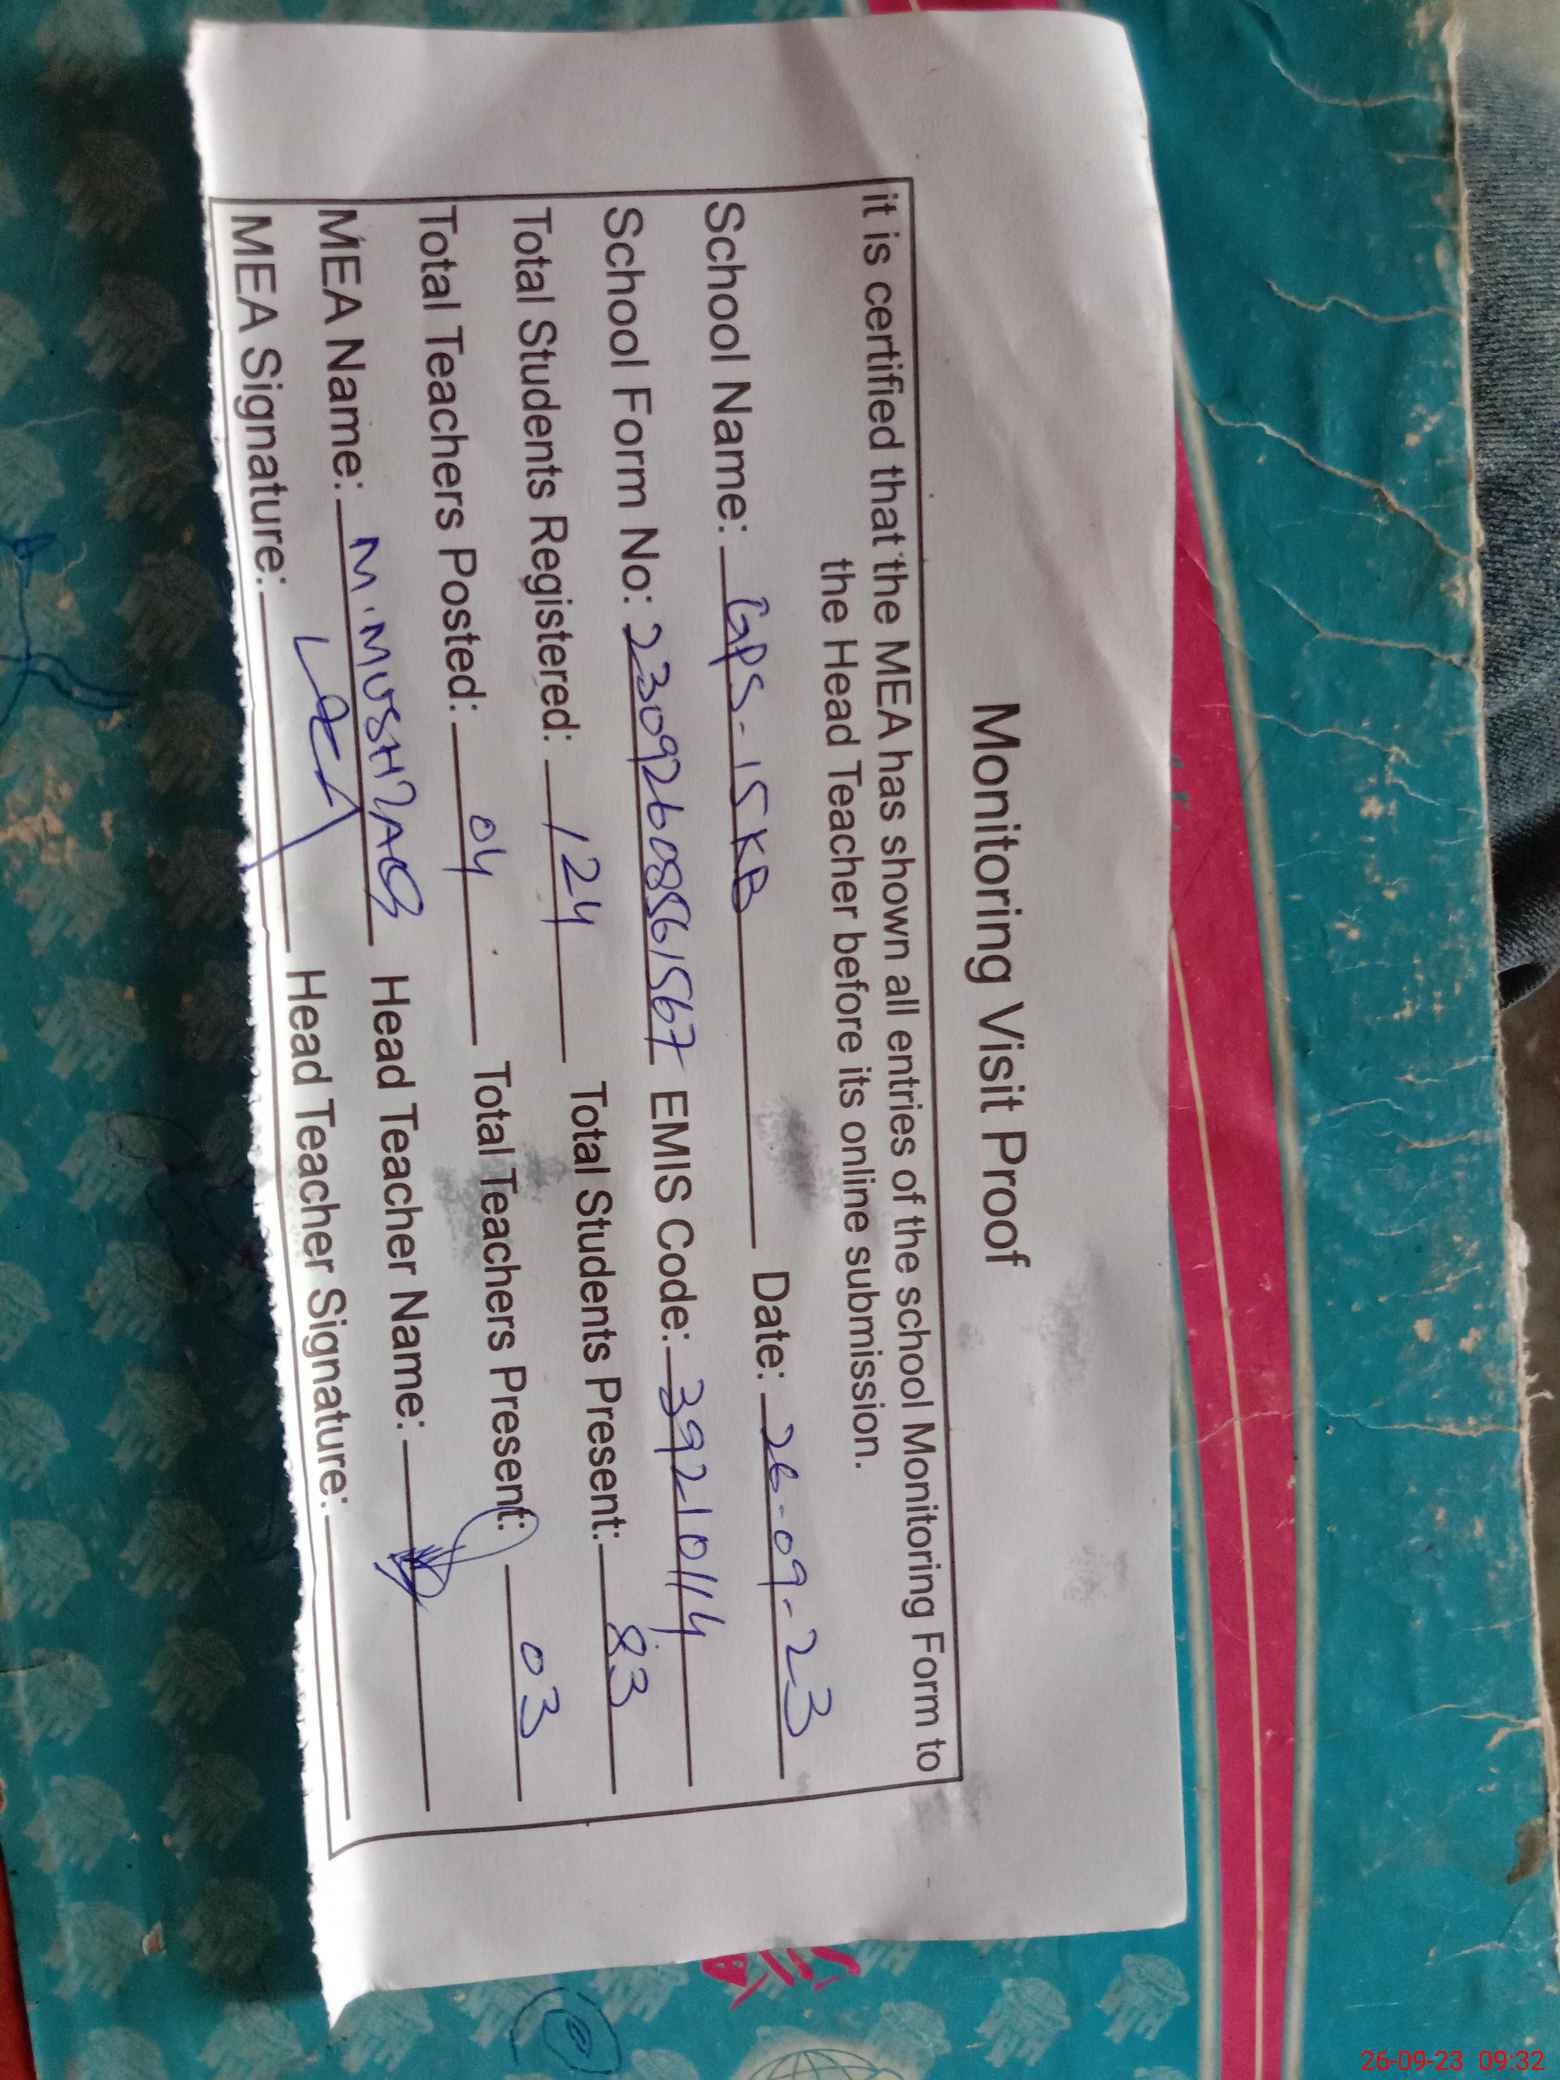 Monitoring Visit Proof
it is certified that the MEA has shown all entries of the school Monitoring Form to
the Head Teacher before its online submission.
School Name: GPS-15KB Date: 26-09-23
School Form No: 23092608561567 EMIS Code: 39210114
Total Students Registered: 124 Total Students Present: 83
Total Teachers Posted: 04 Total Teachers Present: 03
MEA Name: M.MUSHTAQ Head Teacher Name:
MEA Signature: Head Teacher Signature:
26-09-23 09:32